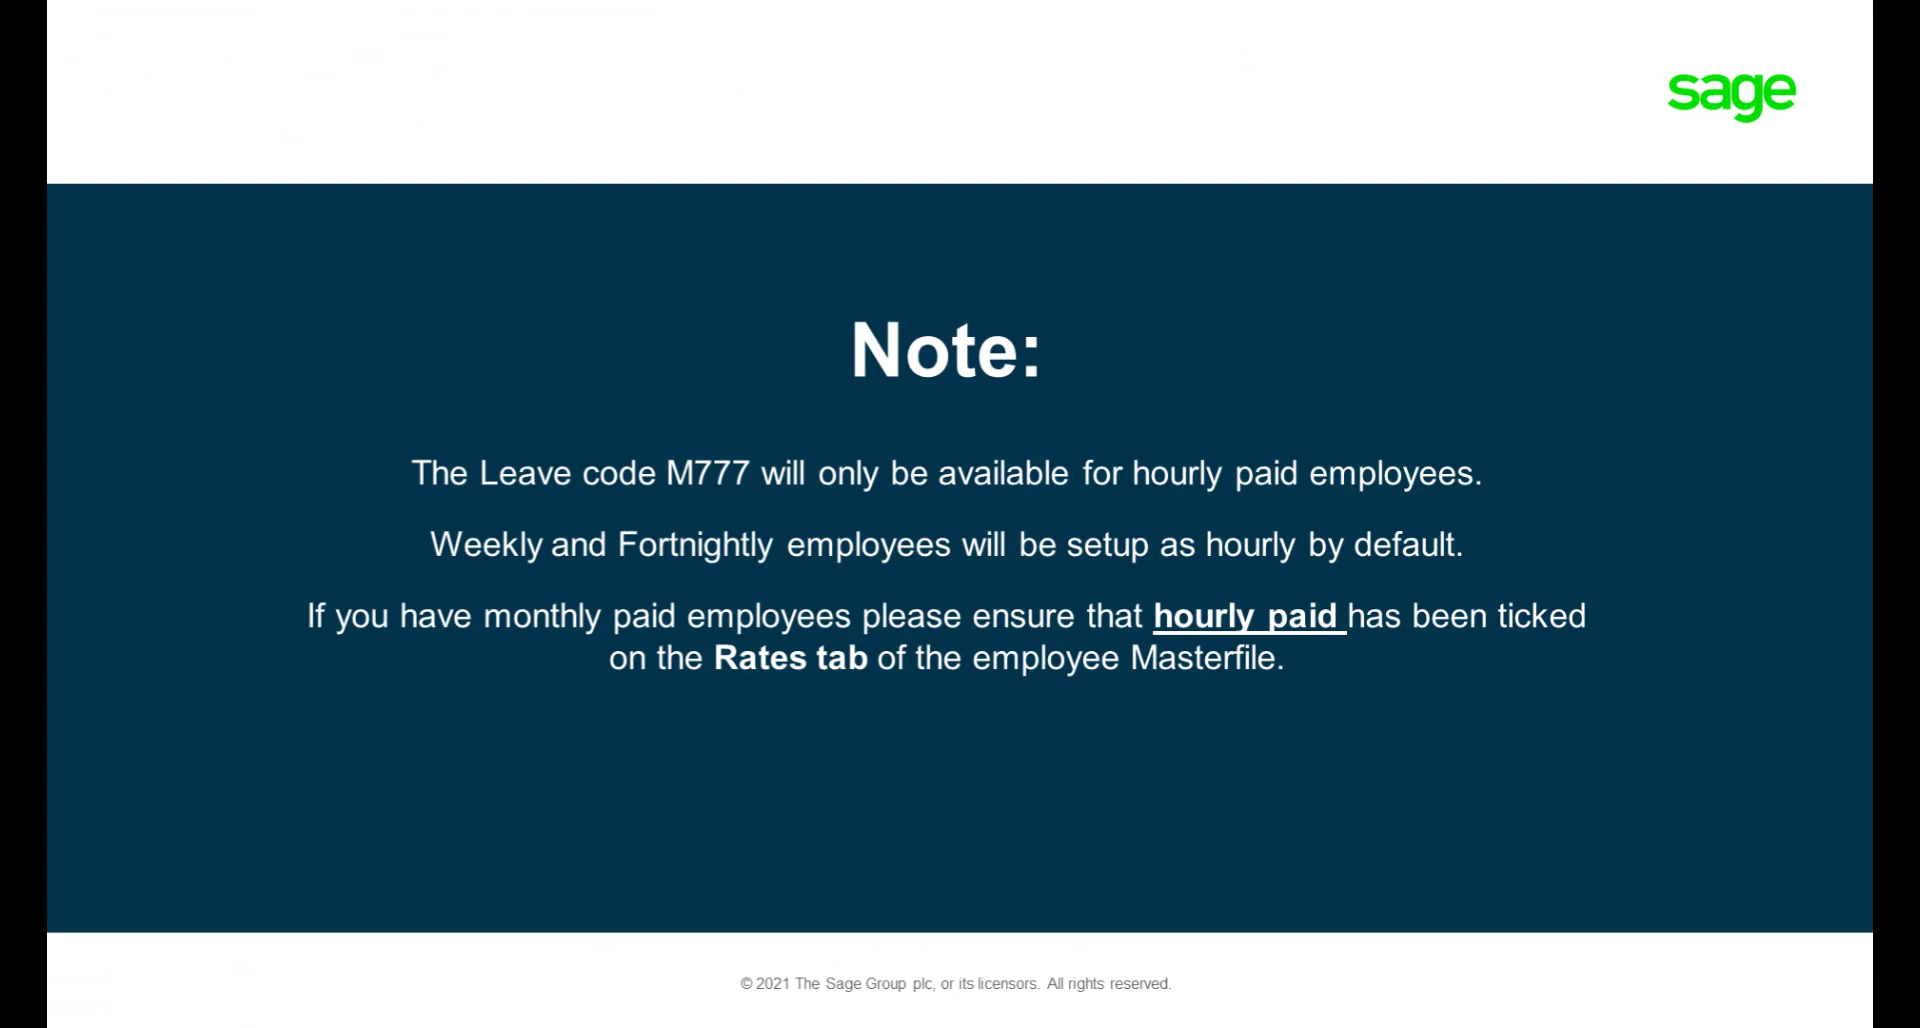 sage
Note:
The Leave code M777 will only be available for hourly paid employees.
Weekly and Fortnightly employees will be setup as hourly by default.
If you have monthly paid employees please ensure that hourly paid has been ticked
on the Rates tab of the employee Masterfile.
© 2021 The Sage Group plc, or its licensors. All rights reserved.